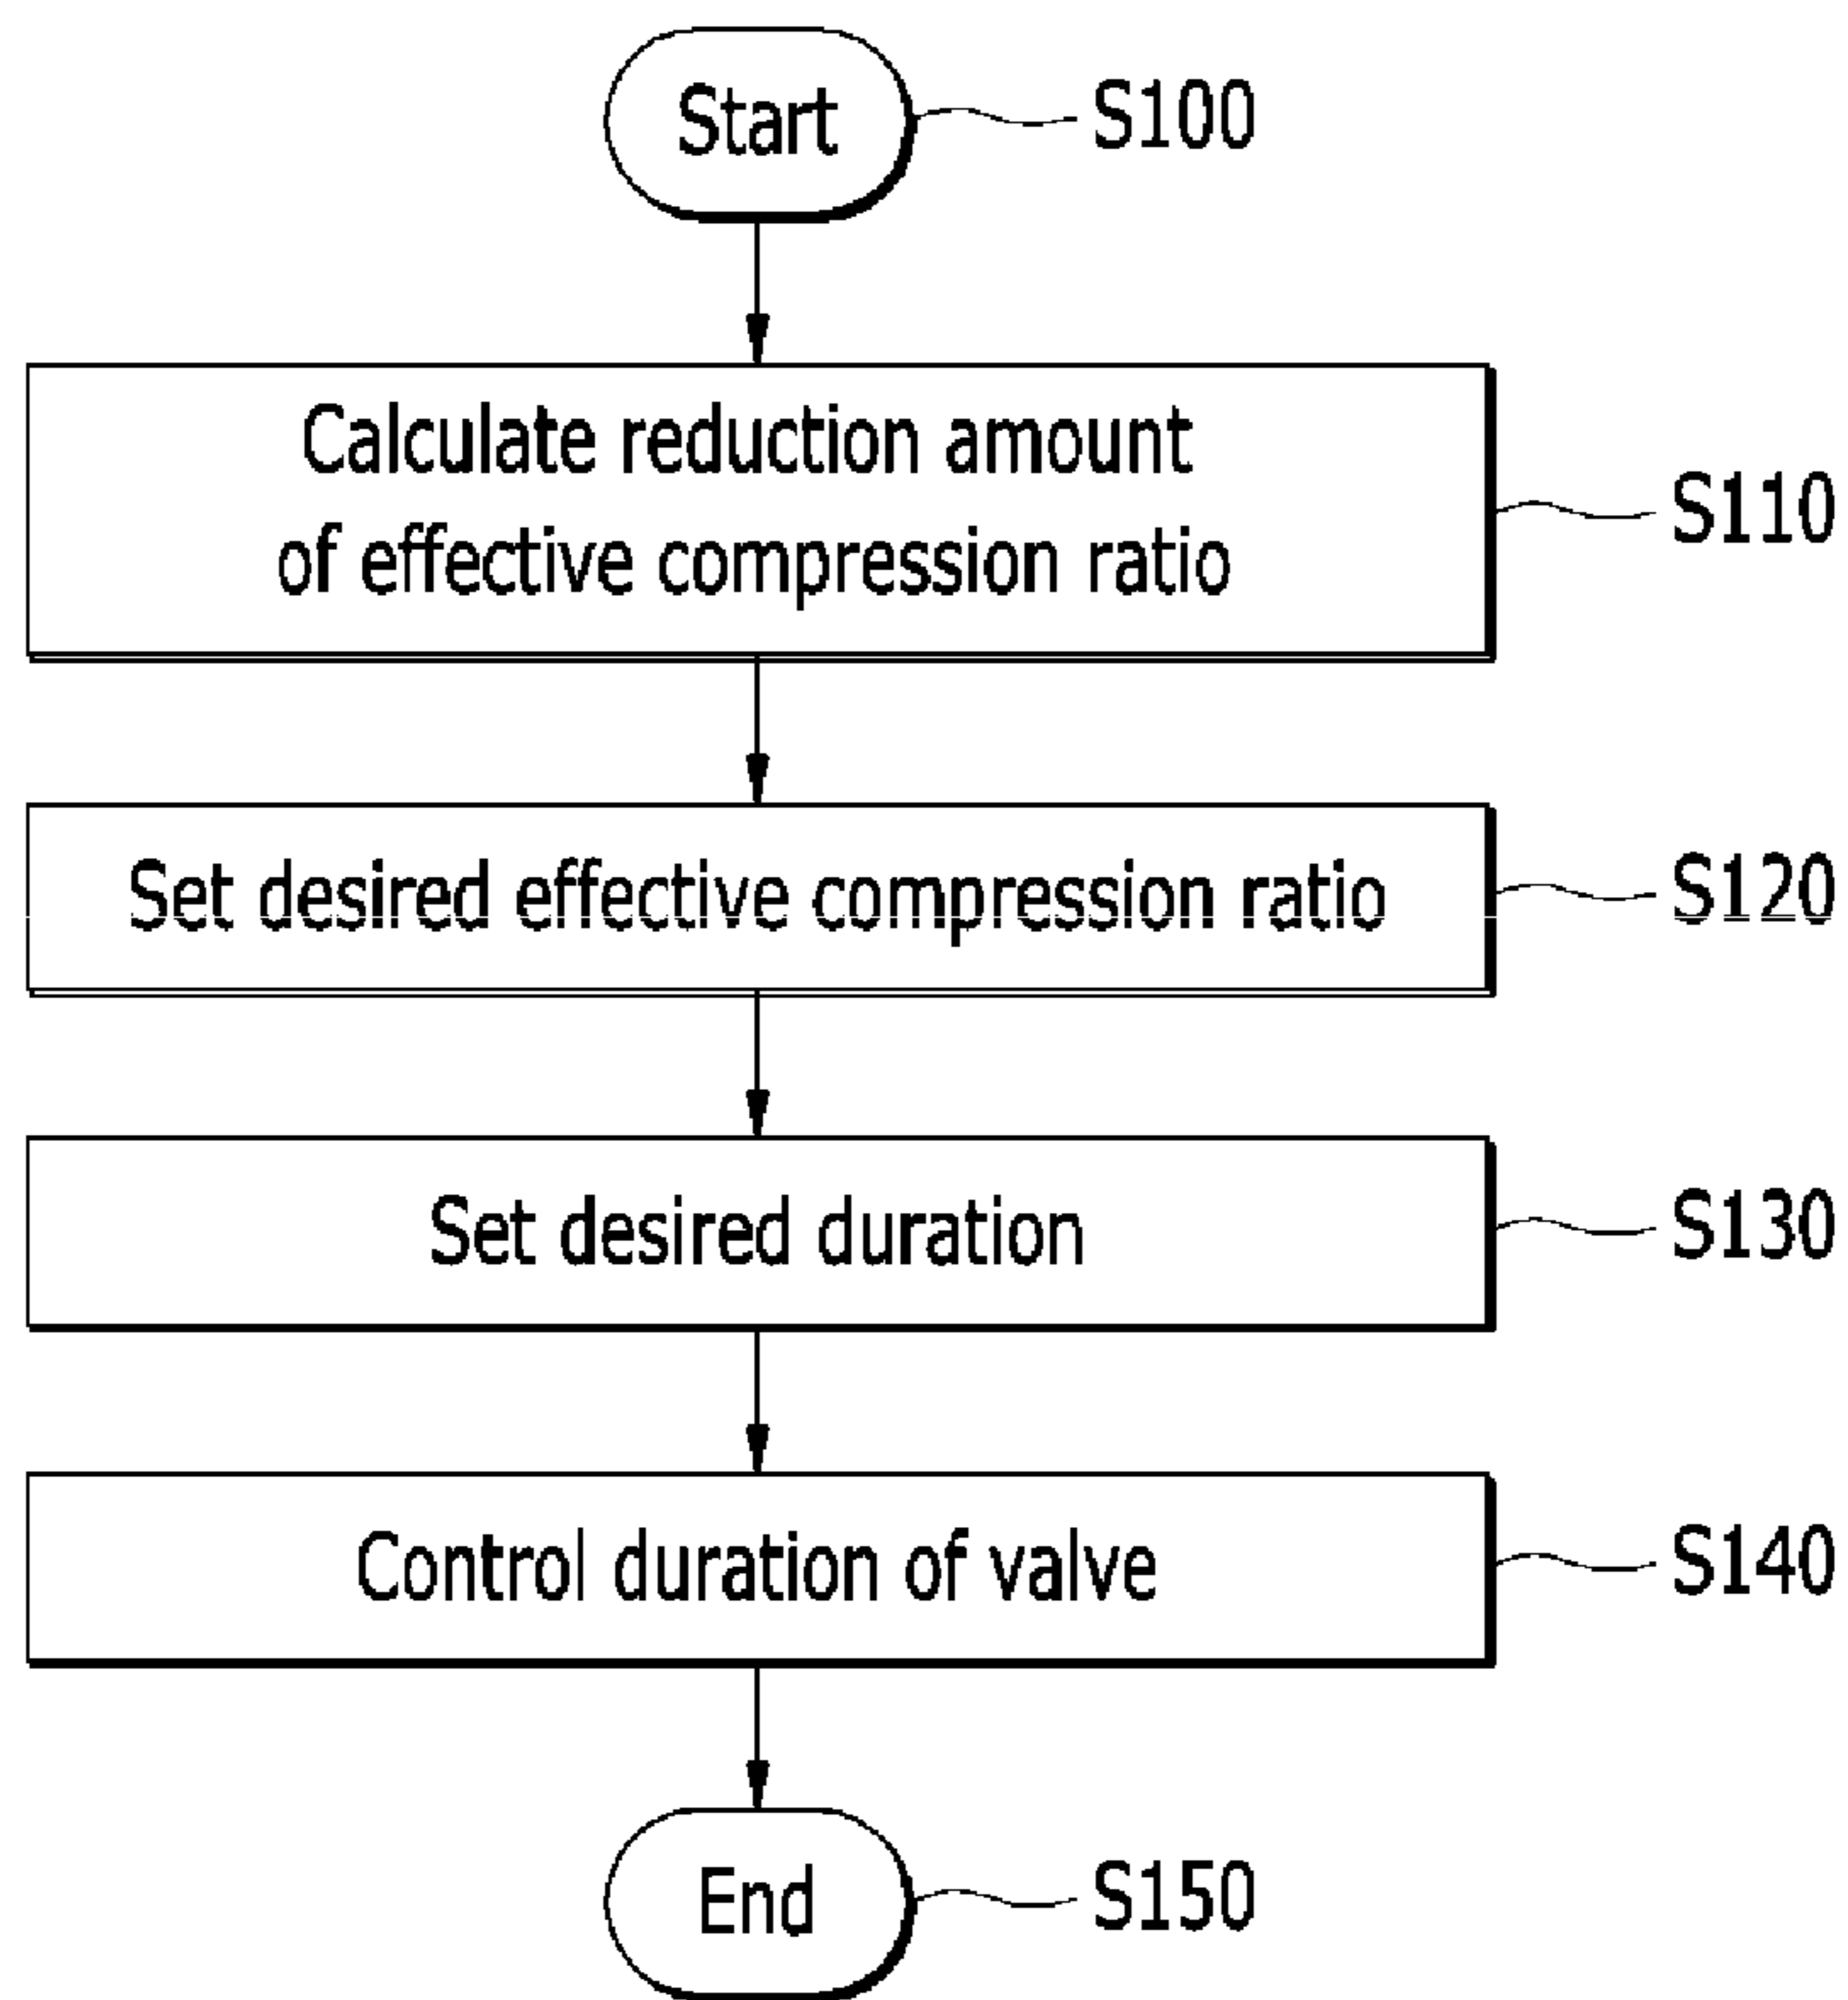 Start
S100
Calculate reduction amount
of effective compression ratio
S110
Set desired effective compression ratio
S120
Set desired duration
S130
Control duration of valve
S140
End
S150